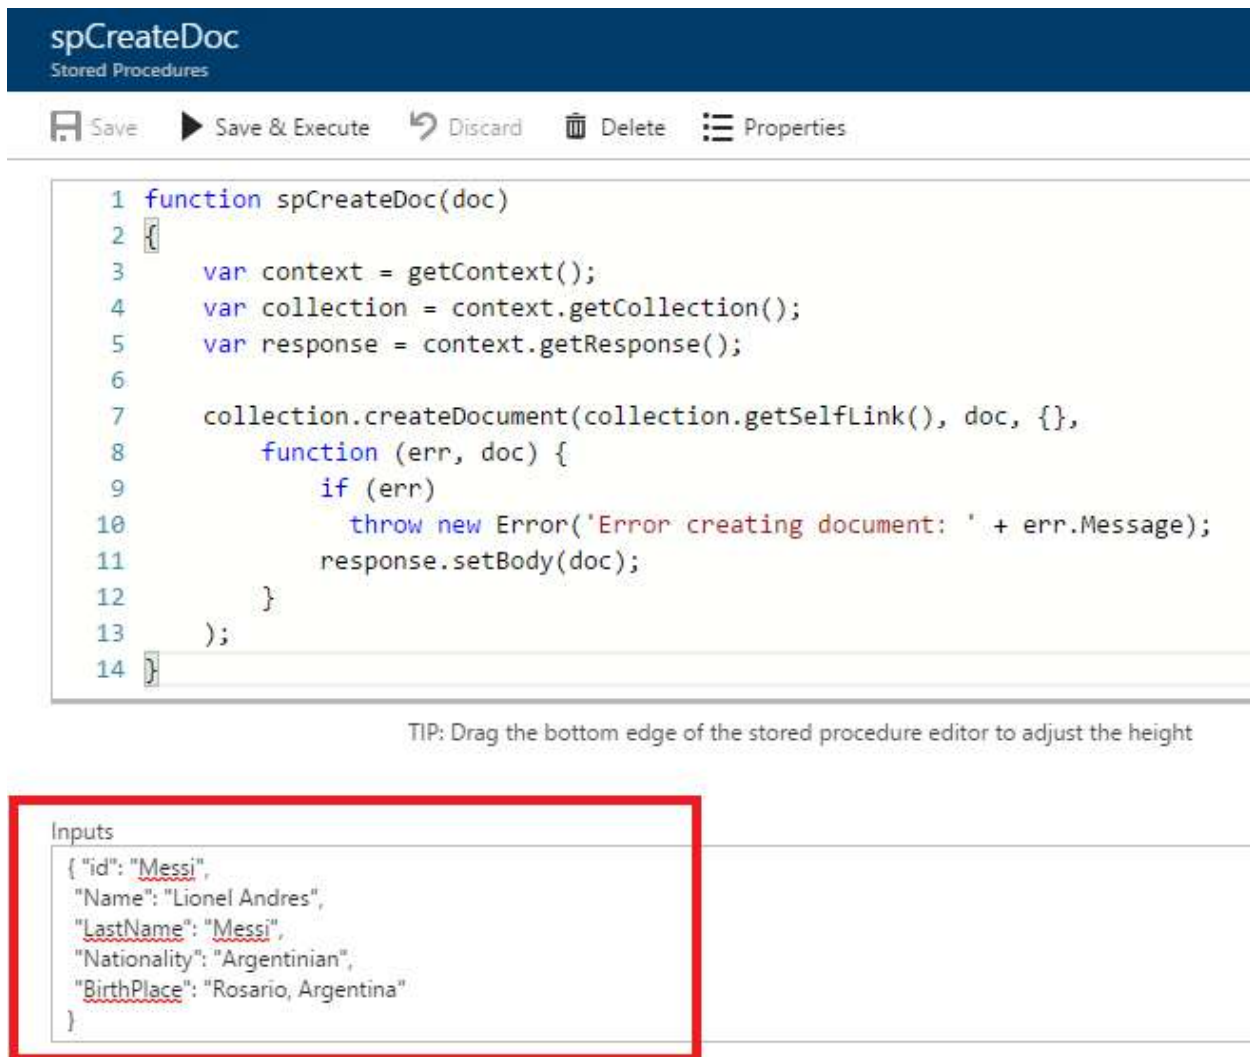 spCreateDoc
Stored Procedures
Save Save & Execute Discard Delete Properties
1 function spCreateDoc(doc)
2 {
3     var context = getContext();
4     var collection = context.getCollection();
5     var response = context.getResponse();
6
7     collection.createDocument(collection.getSelfLink(), doc, {},
8         function (err, doc) {
9             if (err)
10               throw new Error('Error creating document: ' + err.Message);
11             response.setBody(doc);
12         }
13     );
14 }
TIP: Drag the bottom edge of the stored procedure editor to adjust the height
Inputs
{ "id": "Messi",
"Name": "Lionel Andres",
"LastName": "Messi",
"Nationality": "Argentinian",
"BirthPlace": "Rosario, Argentina"
}